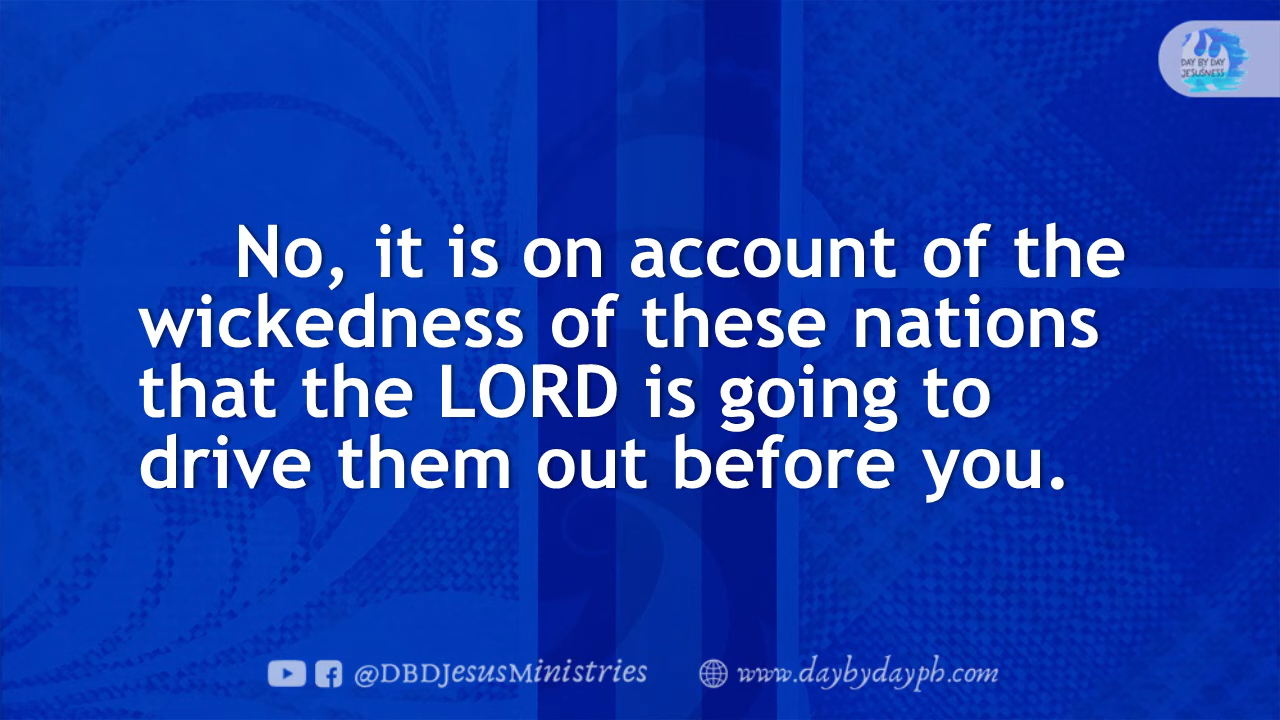 DAY BY DAY
JESUSNESS
No, it is on account of the
wickedness of these nations
that the LORD is going to
drive them out before you.
@DBDJesusMinistries www.daybydayph.com